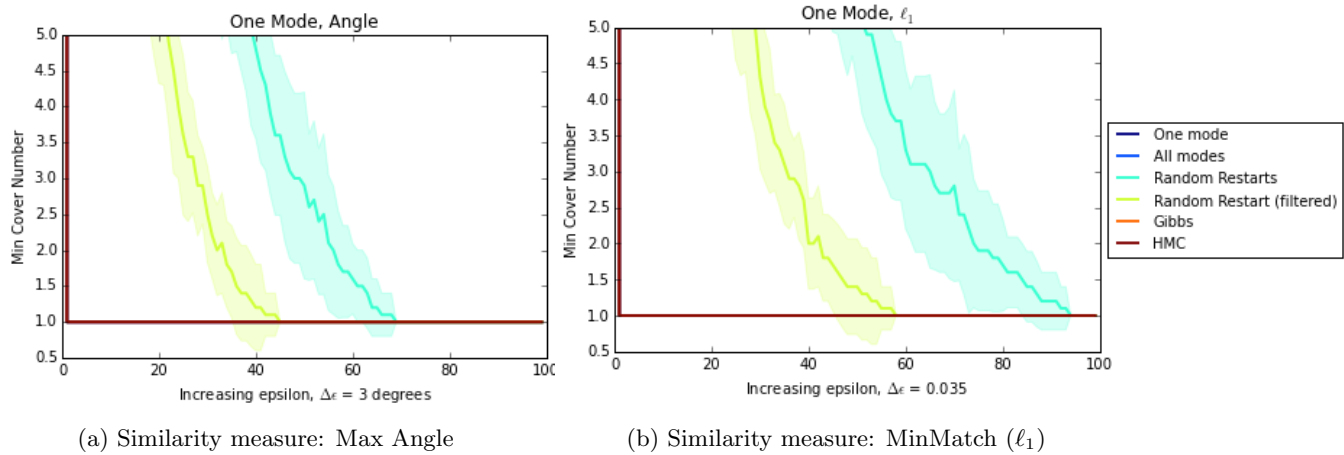 One Mode, Angle
5.0
4.5
4.0
3.5
3.0
2.5
2.0
1.5
1.0
0.5
Min Cover Number
0 20 40 60 80 100
Increasing epsilon, Δϵ = 3 degrees
(a) Similarity measure: Max Angle
One Mode, ℓ₁
5.0
4.5
4.0
3.5
3.0
2.5
2.0
1.5
1.0
0.5
Min Cover Number
0 20 40 60 80 100
Increasing epsilon, Δϵ = 0.035
(b) Similarity measure: MinMatch (ℓ₁)
One mode
All modes
Random Restarts
Random Restart (filtered)
Gibbs
HMC